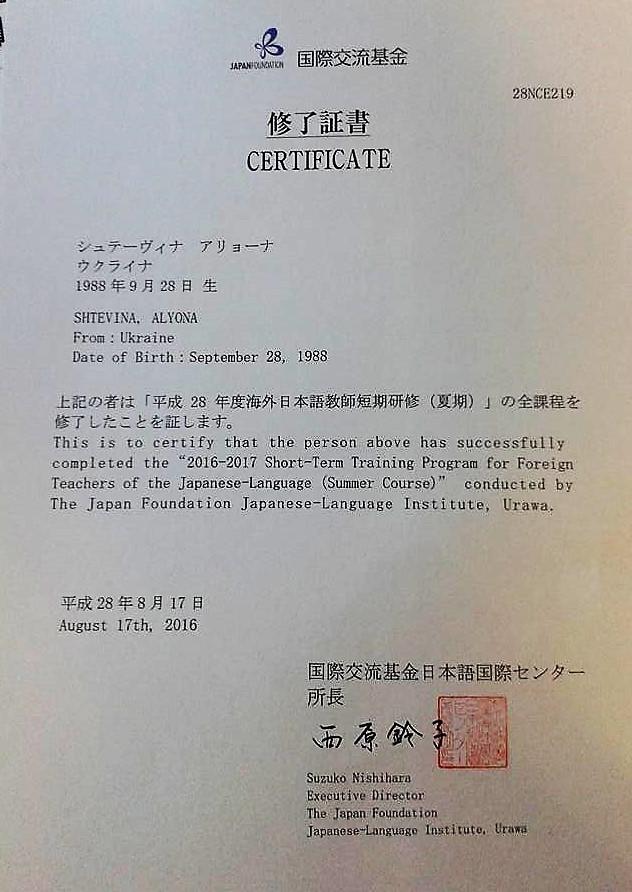 JAPANFOUNDATION 国際交流基金
28NCE219
修了証書
CERTIFICATE
シュテーヴィナ アリョーナ
ウクライナ
1988年9月28日 生
SHTEVINA, ALYONA
From：Ukraine
Date of Birth：September 28, 1988
上記の者は「平成 28 年度海外日本語教師短期研修（夏期）」の全課程を
修了したことを証します。
This is to certify that the person above has successfully
completed the “2016-2017 Short-Term Training Program for Foreign
Teachers of the Japanese-Language (Summer Course)” conducted by
The Japan Foundation Japanese-Language Institute, Urawa.
平成28年8月17日
August 17th, 2016
国際交流基金日本語国際センター
所長
西原鈴子
Suzuko Nishihara
Executive Director
The Japan Foundation
Japanese-Language Institute, Urawa